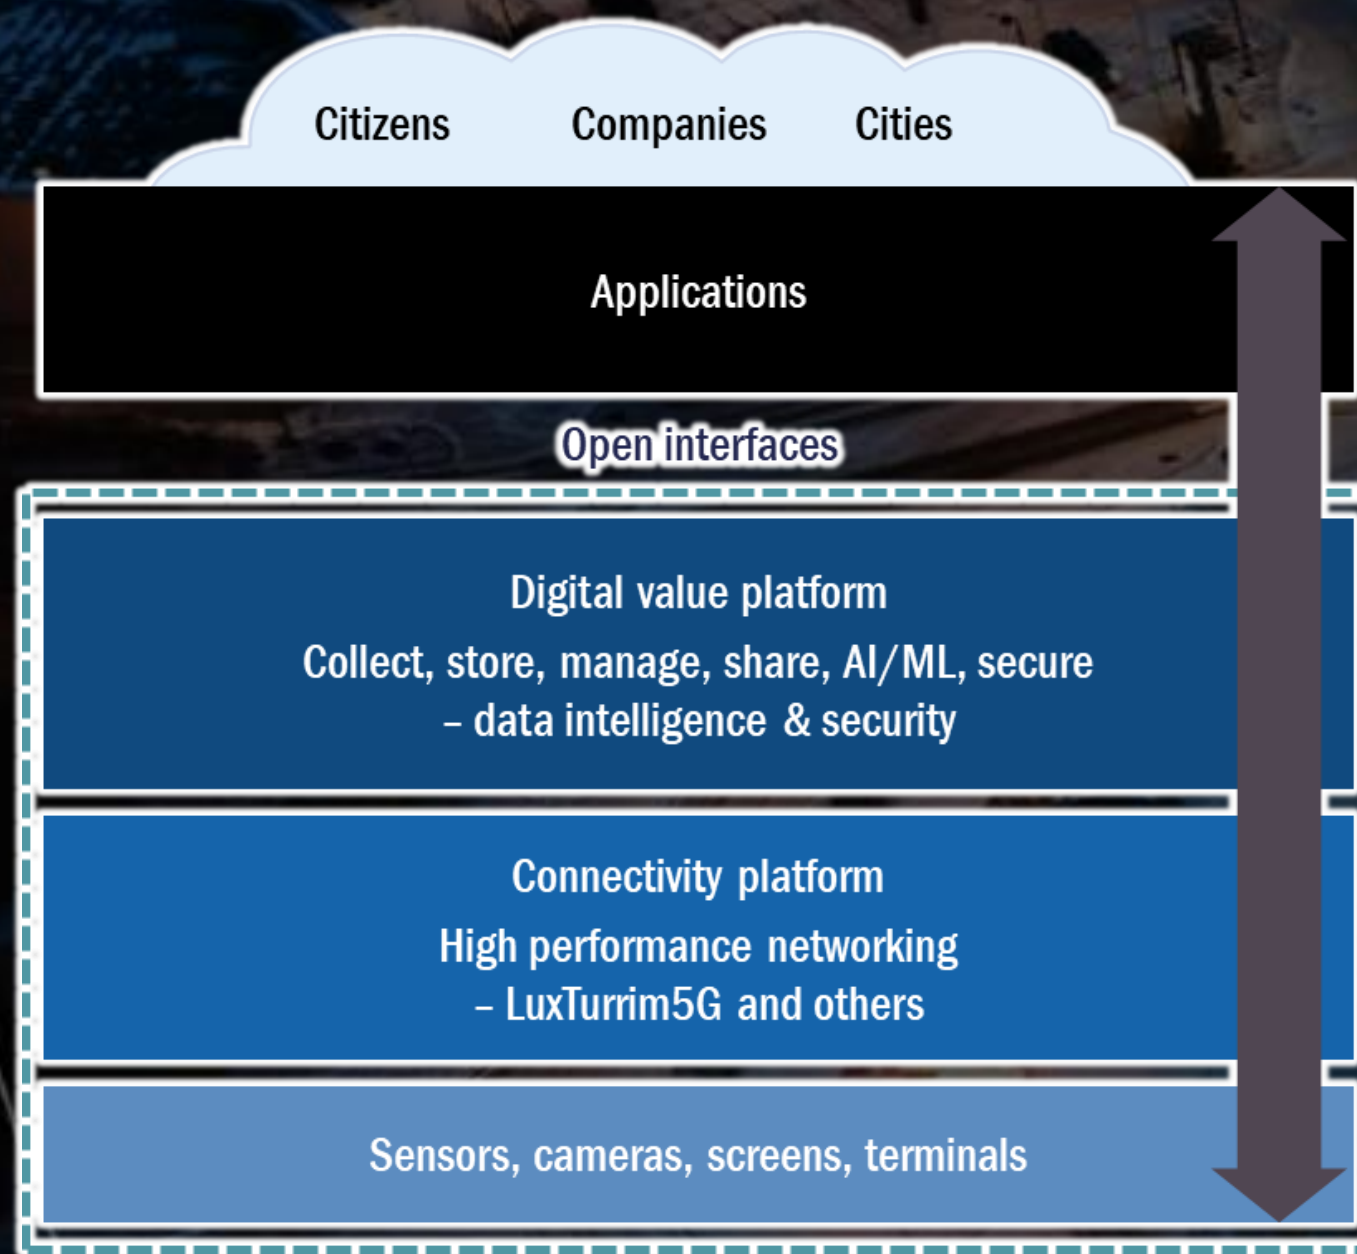 Citizens Companies Cities
Applications
Open interfaces
Digital value platform
Collect, store, manage, share, AI/ML, secure
– data intelligence & security
Connectivity platform
High performance networking
– LuxTurrim5G and others
Sensors, cameras, screens, terminals